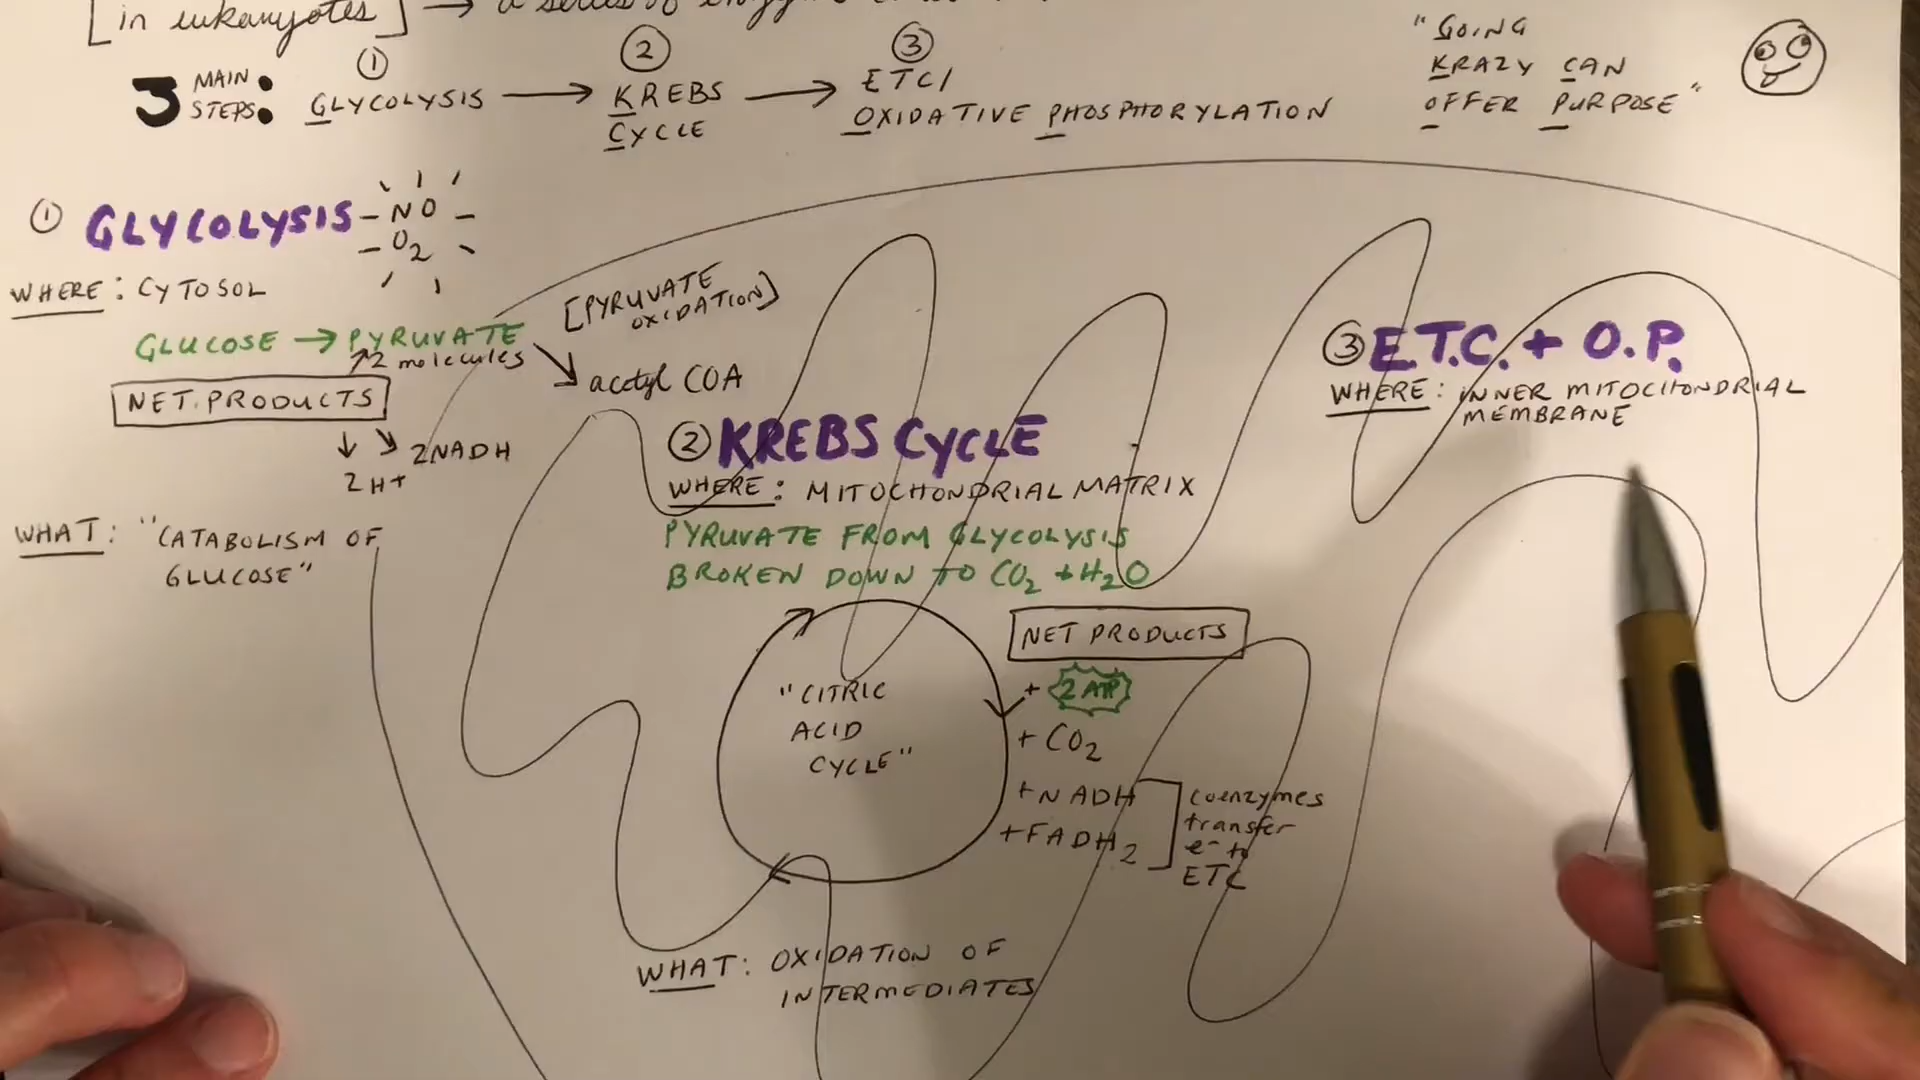 [in eukaryotes] → a series of
3 MAIN STEPS:
① GLYCOLYSIS →
② KREBS CYCLE →
③ ETC/
OXIDATIVE PHOSPHORYLATION
"GOING
KRAZY CAN
OFFER PURPOSE"
① GLYCOLYSIS
NO
O2
WHERE: CYTOSOL
GLUCOSE → PYRUVATE
2 molecules
NET PRODUCTS
2NADH
2H+
WHAT: "CATABOLISM OF
GLUCOSE"
[PYRUVATE
OXIDATION]
acetyl COA
② KREBS CYCLE
WHERE: MITOCHONDRIAL MATRIX
PYRUVATE FROM GLYCOLYSIS
BROKEN DOWN TO CO2 + H2O
"CITRIC
ACID
CYCLE"
NET PRODUCTS
+ 2 ATP
+ CO2
+ NADH
+ FADH2
coenzymes
transfer
e- to
ETC
WHAT: OXIDATION OF
INTERMEDIATES
③ E.T.C. + O.P.
WHERE: INNER MITOCHONDRIAL
MEMBRANE